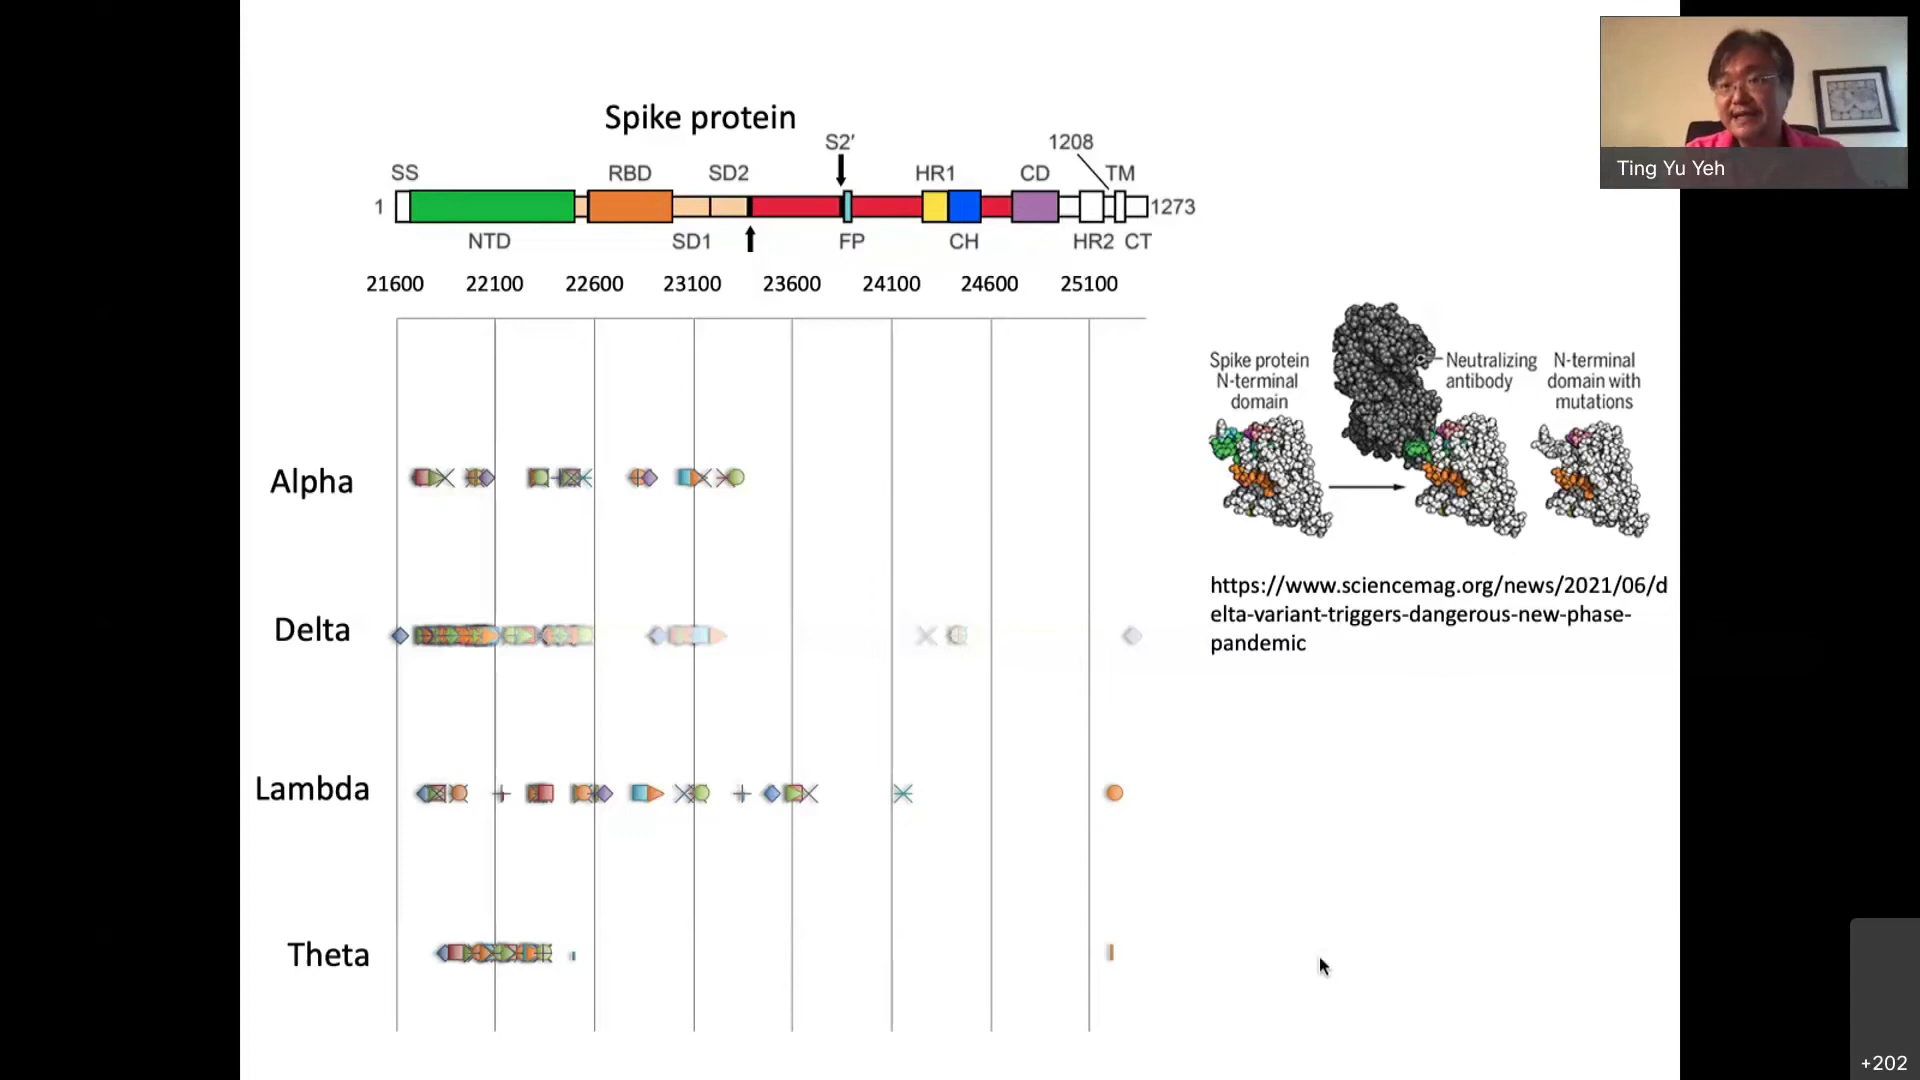 Spike protein
S2′
1208
SS
RBD
SD2
HR1
CD
TM
1
1273
NTD
SD1
FP
CH
HR2
CT
21600
22100
22600
23100
23600
24100
24600
25100
Alpha
Delta
Lambda
Theta
Spike protein
N-terminal
domain
Neutralizing
antibody
N-terminal
domain with
mutations
https://www.sciencemag.org/news/2021/06/d
elta-variant-triggers-dangerous-new-phase-
pandemic
Ting Yu Yeh
+202